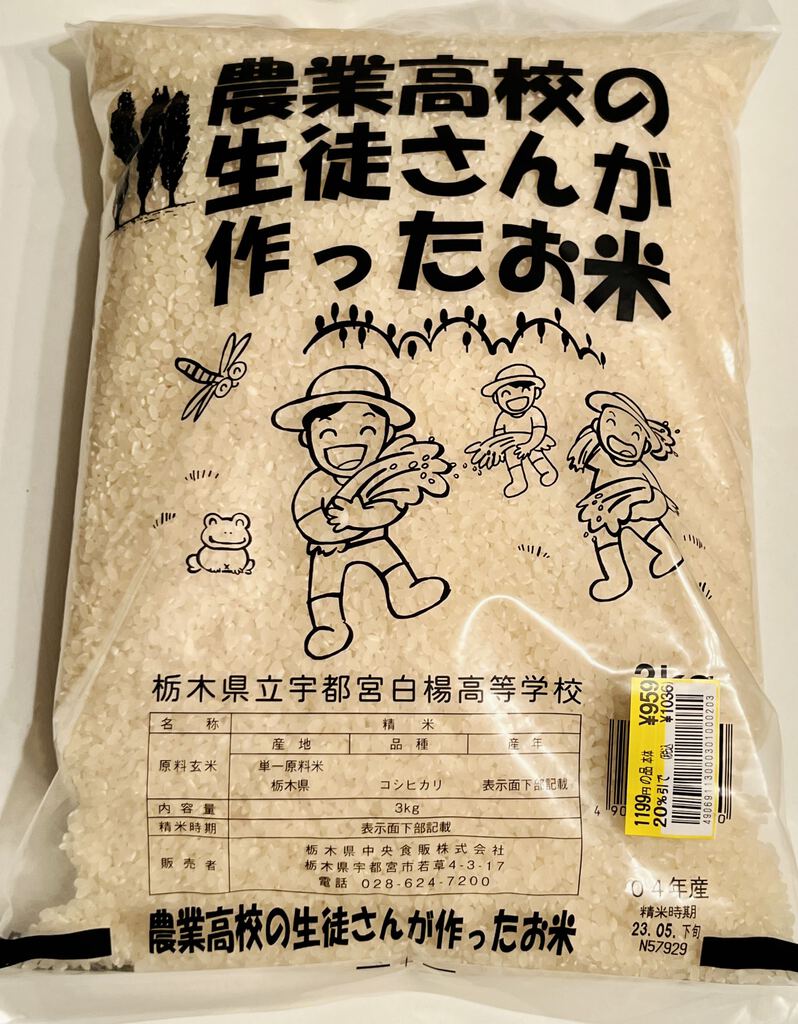 農業高校の
生徒さんが
作ったお米
栃木県立宇都宮白楊高等学校
名称 精米
産地 品種 産年
原料玄米 単一原料米
栃木県 コシヒカリ 表示面下部記載
内容量 3kg
精米時期 表示面下部記載
販売者 栃木県中央食販株式会社
栃木県宇都宮市若草4-3-17
電話 028-624-7200
1199円の品 本体 ¥959
20%引で 税込 ¥1036
4906911300030100020​3
04年産
精米時期
23.05.下旬
N57929
農業高校の生徒さんが作ったお米